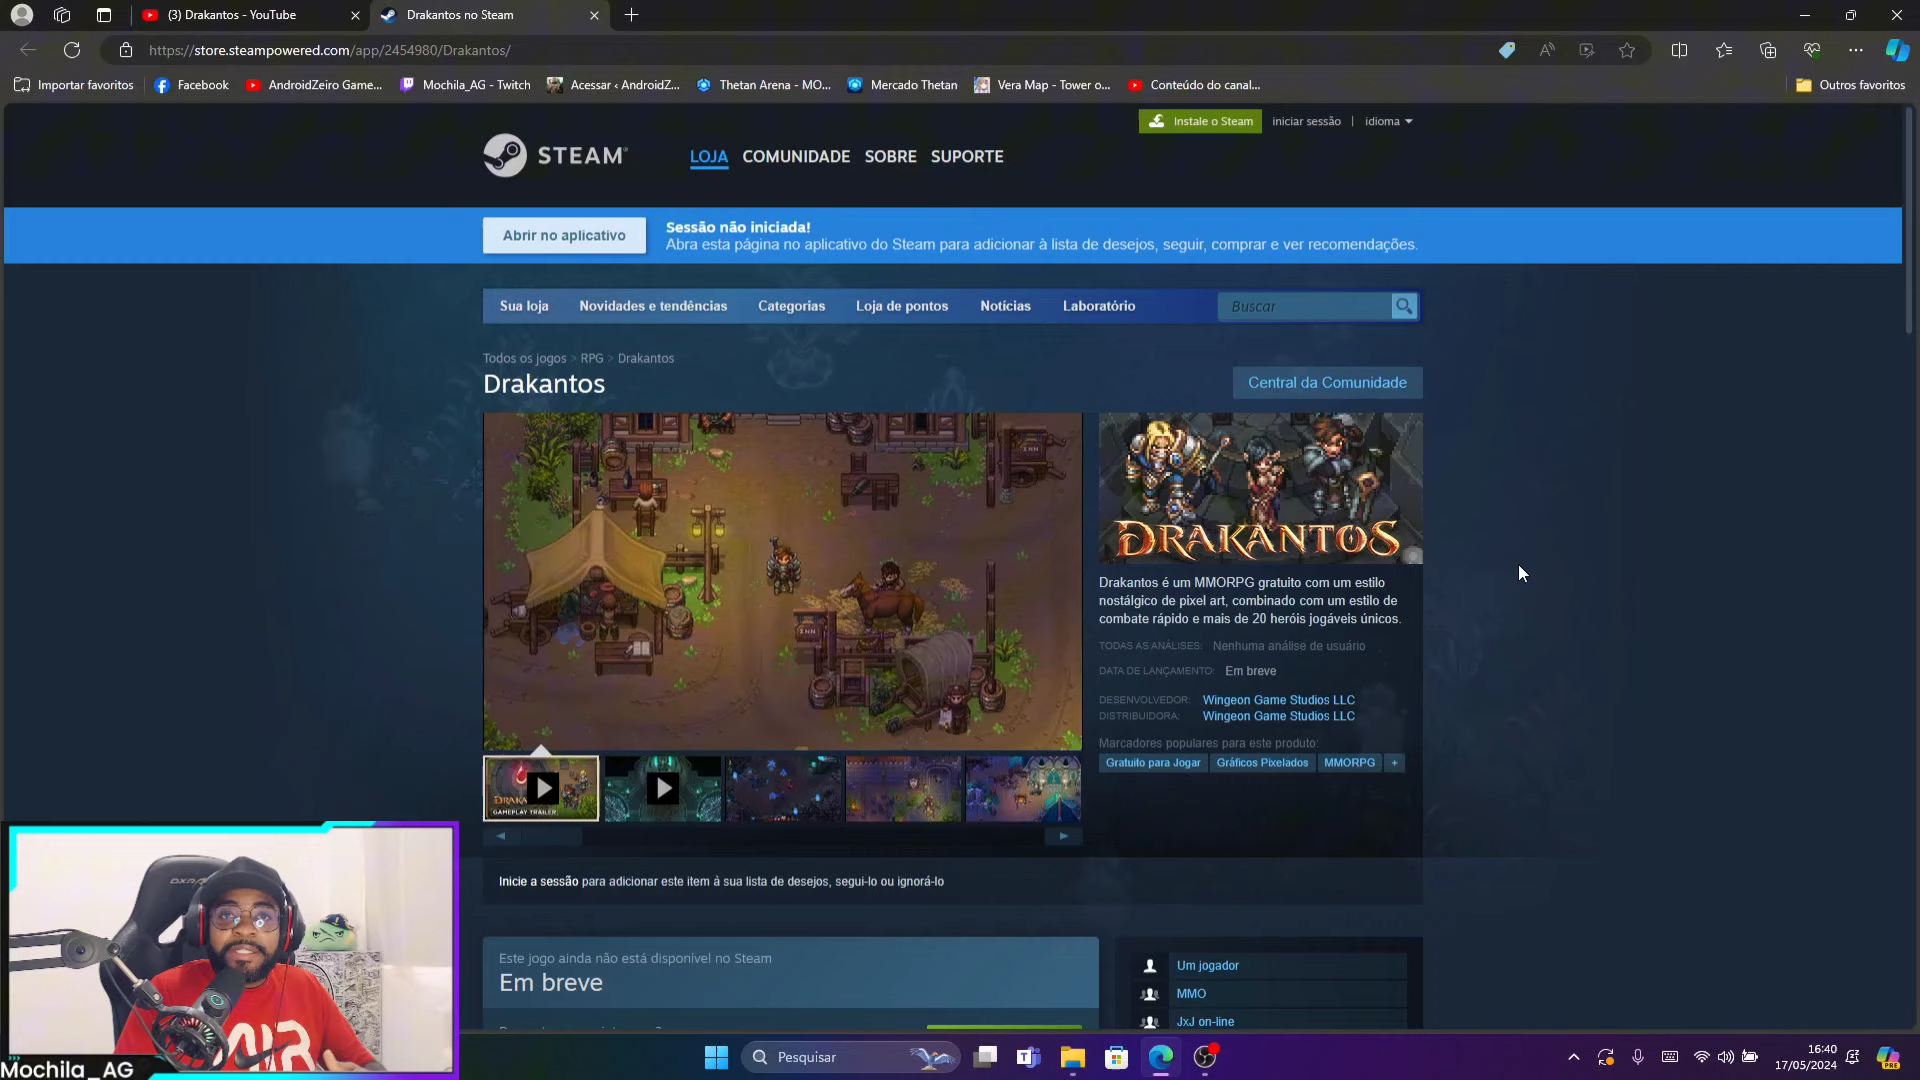 (3) Drakantos - YouTube
Drakantos no Steam
https://store.steampowered.com/app/2454980/Drakantos/
Importar favoritos
Facebook
AndroidZeiro Game...
Mochila_AG - Twitch
Acessar ‹ AndroidZ...
Thetan Arena - MO...
Mercado Thetan
Vera Map - Tower o...
Conteúdo do canal...
Outros favoritos
Instale o Steam
iniciar sessão | idioma
STEAM
LOJA COMUNIDADE SOBRE SUPORTE
Abrir no aplicativo
Sessão não iniciada!
Abra esta página no aplicativo do Steam para adicionar à lista de desejos, seguir, comprar e ver recomendações.
Sua loja Novidades e tendências Categorias Loja de pontos Notícias Laboratório Buscar
Todos os jogos > RPG > Drakantos
Drakantos
Central da Comunidade
INN
INN
DRAKANTOS
Drakantos é um MMORPG gratuito com um estilo
nostálgico de pixel art, combinado com um estilo de
combate rápido e mais de 20 heróis jogáveis únicos.
TODAS AS ANÁLISES: Nenhuma análise de usuário
DATA DE LANÇAMENTO: Em breve
DESENVOLVEDOR: Wingeon Game Studios LLC
DISTRIBUIDORA: Wingeon Game Studios LLC
Marcadores populares para este produto:
Gratuito para Jogar Gráficos Pixelados MMORPG +
GAMEPLAY TRAILER
Inicie a sessão para adicionar este item à sua lista de desejos, segui-lo ou ignorá-lo
Este jogo ainda não está disponível no Steam
Em breve
Um jogador
MMO
JxJ on-line
DXRACER
Mochila_AG
Pesquisar
16:40
17/05/2024
PRE